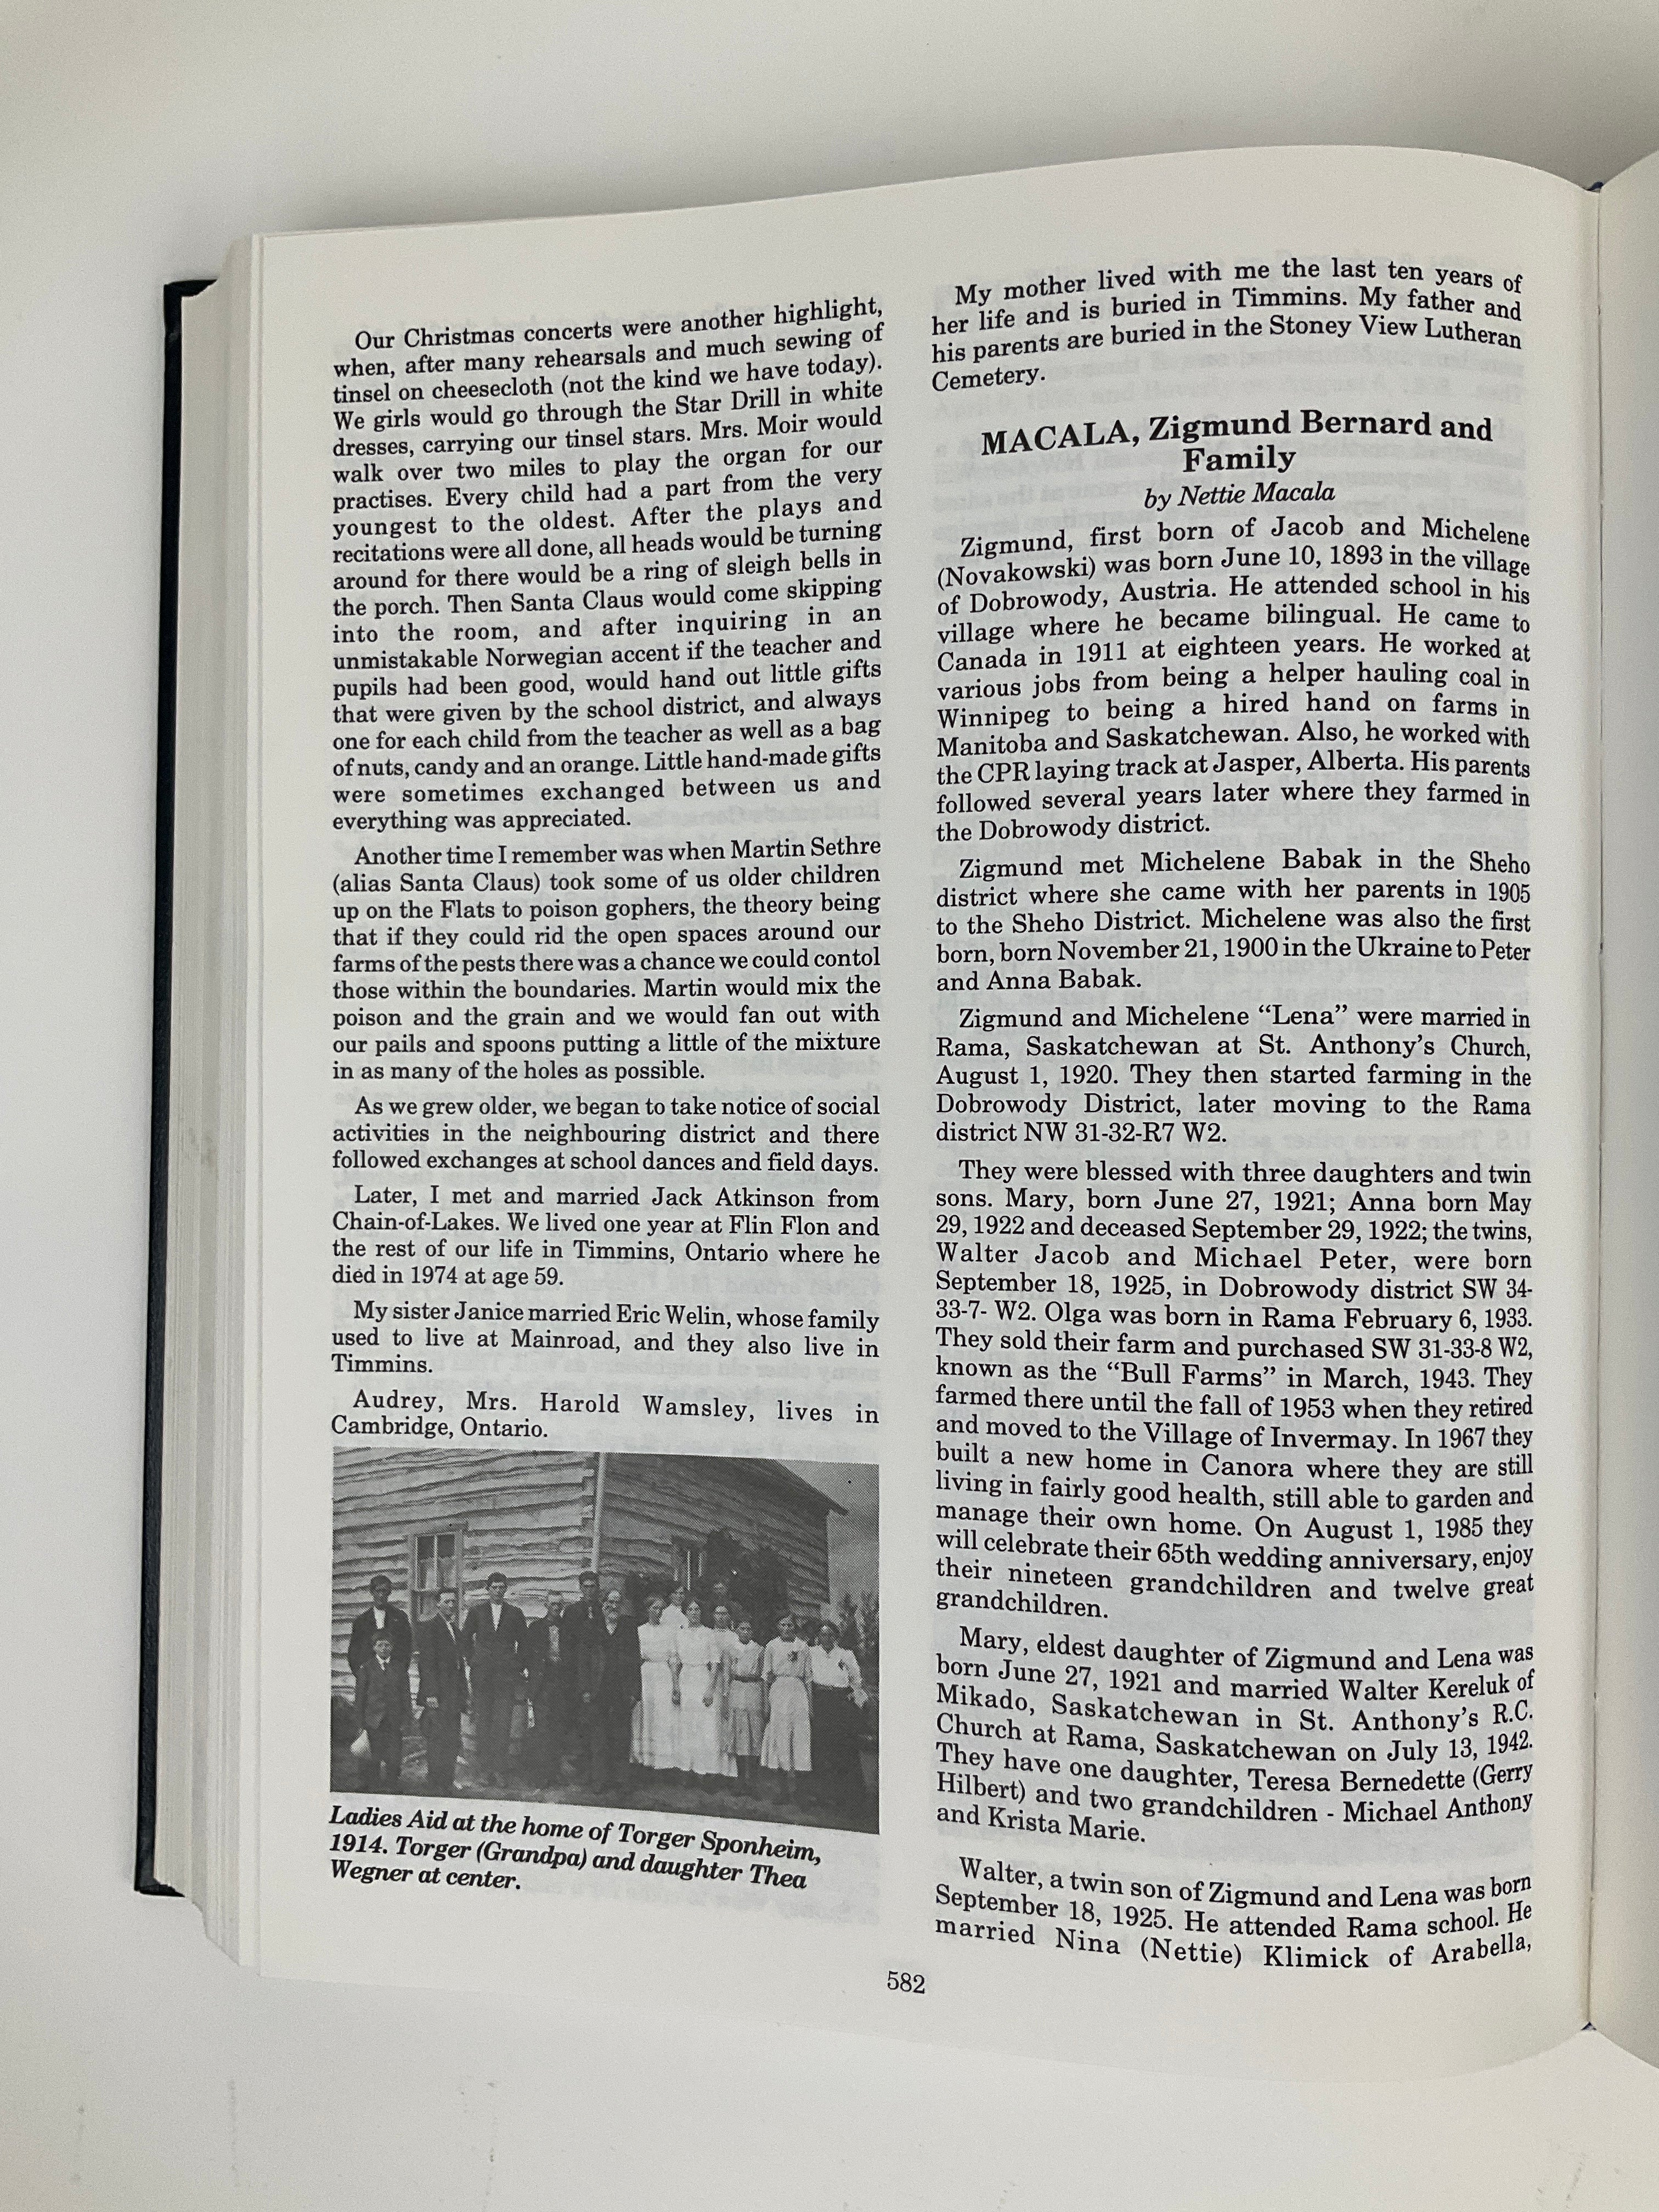 Our Christmas concerts were another highlight,
when, after many rehearsals and much sewing of
tinsel on cheesecloth (not the kind we have today).
We girls would go through the Star Drill in white
dresses, carrying our tinsel stars. Mrs. Moir would
walk over two miles to play the organ for our
practises. Every child had a part from the very
youngest to the oldest. After the plays and
recitations were all done, all heads would be turning
around for there would be a ring of sleigh bells in
the porch. Then Santa Claus would come skipping
into the room, and after inquiring in an
unmistakable Norwegian accent if the teacher and
pupils had been good, would hand out little gifts
that were given by the school district, and always
one for each child from the teacher as well as a bag
of nuts, candy and an orange. Little hand-made gifts
were sometimes exchanged between us and
everything was appreciated.
Another time I remember was when Martin Sethre
(alias Santa Claus) took some of us older children
up on the Flats to poison gophers, the theory being
that if they could rid the open spaces around our
farms of the pests there was a chance we could contol
those within the boundaries. Martin would mix the
poison and the grain and we would fan out with
our pails and spoons putting a little of the mixture
in as many of the holes as possible.
As we grew older, we began to take notice of social
activities in the neighbouring district and there
followed exchanges at school dances and field days.
Later, I met and married Jack Atkinson from
Chain-of-Lakes. We lived one year at Flin Flon and
the rest of our life in Timmins, Ontario where he
died in 1974 at age 59.
My sister Janice married Eric Welin, whose family
used to live at Mainroad, and they also live in
Timmins.
Audrey, Mrs. Harold Wamsley, lives in
Cambridge, Ontario.
Ladies Aid at the home of Torger Sponheim,
1914. Torger (Grandpa) and daughter Thea
Wegner at center.
My mother lived with me the last ten years of
her life and is buried in Timmins. My father and
his parents are buried in the Stoney View Lutheran
Cemetery.
MACALA, Zigmund Bernard and
Family
by Nettie Macala
Zigmund, first born of Jacob and Michelene
(Novakowski) was born June 10, 1893 in the village
of Dobrowody, Austria. He attended school in his
village where he became bilingual. He came to
Canada in 1911 at eighteen years. He worked at
various jobs from being a helper hauling coal in
Winnipeg to being a hired hand on farms in
Manitoba and Saskatchewan. Also, he worked with
the CPR laying track at Jasper, Alberta. His parents
followed several years later where they farmed in
the Dobrowody district.
Zigmund met Michelene Babak in the Sheho
district where she came with her parents in 1905
to the Sheho District. Michelene was also the first
born, born November 21, 1900 in the Ukraine to Peter
and Anna Babak.
Zigmund and Michelene “Lena” were married in
Rama, Saskatchewan at St. Anthony’s Church,
August 1, 1920. They then started farming in the
Dobrowody District, later moving to the Rama
district NW 31-32-R7 W2.
They were blessed with three daughters and twin
sons. Mary, born June 27, 1921; Anna born May
29, 1922 and deceased September 29, 1922; the twins,
Walter Jacob and Michael Peter, were born
September 18, 1925, in Dobrowody district SW 34-
33-7- W2. Olga was born in Rama February 6, 1933.
They sold their farm and purchased SW 31-33-8 W2,
known as the “Bull Farms” in March, 1943. They
farmed there until the fall of 1953 when they retired
and moved to the Village of Invermay. In 1967 they
built a new home in Canora where they are still
living in fairly good health, still able to garden and
manage their own home. On August 1, 1985 they
will celebrate their 65th wedding anniversary, enjoy
their nineteen grandchildren and twelve great
grandchildren.
Mary, eldest daughter of Zigmund and Lena was
born June 27, 1921 and married Walter Kereluk of
Mikado, Saskatchewan in St. Anthony’s R.C.
Church at Rama, Saskatchewan on July 13, 1942.
They have one daughter, Teresa Bernedette (Gerry
Hilbert) and two grandchildren - Michael Anthony
and Krista Marie.
Walter, a twin son of Zigmund and Lena was born
September 18, 1925. He attended Rama school. He
married Nina (Nettie) Klimick of Arabella,
582